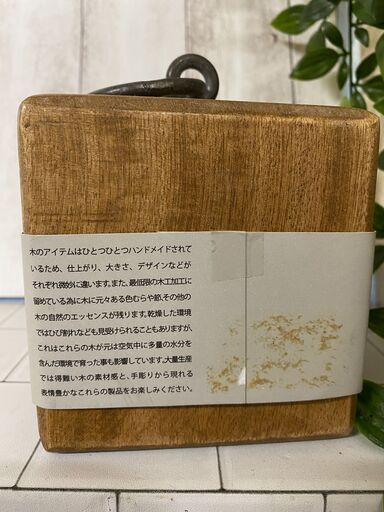 木のアイテムはひとつひとつハンドメイドされて
いるため、仕上がり、大きさ、デザインなどが
それぞれ微妙に違います。また、最低限の木工加工に
留めている為に木に元々ある色むらや節、その他の
木の自然のエッセンスが残ります。乾燥した環境
ではひび割れなども見受けられることもありますが、
これはこれらの木が元は空気中に多量の水分を
含んだ環境で育った事も影響しています。大量生産
では得難い木の素材感と、手彫りから現れる
表情豊かなこれらの製品をお楽しみください。